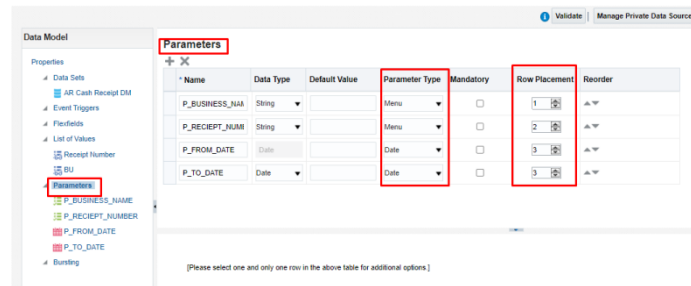 Validate Manage Private Data Source
Data Model
Parameters
Properties
Data Sets
AR Cash Receipt DM
Event Triggers
Flexfields
List of Values
Receipt Number
BU
Parameters
P_BUSINESS_NAME
P_RECIEPT_NUMBER
P_FROM_DATE
P_TO_DATE
Bursting
* Name Data Type Default Value Parameter Type Mandatory Row Placement Reorder
P_BUSINESS_NAM String Menu 1
P_RECIEPT_NUMI String Menu 2
P_FROM_DATE Date Date 3
P_TO_DATE Date Date 3
[Please select one and only one row in the above table for additional options.]